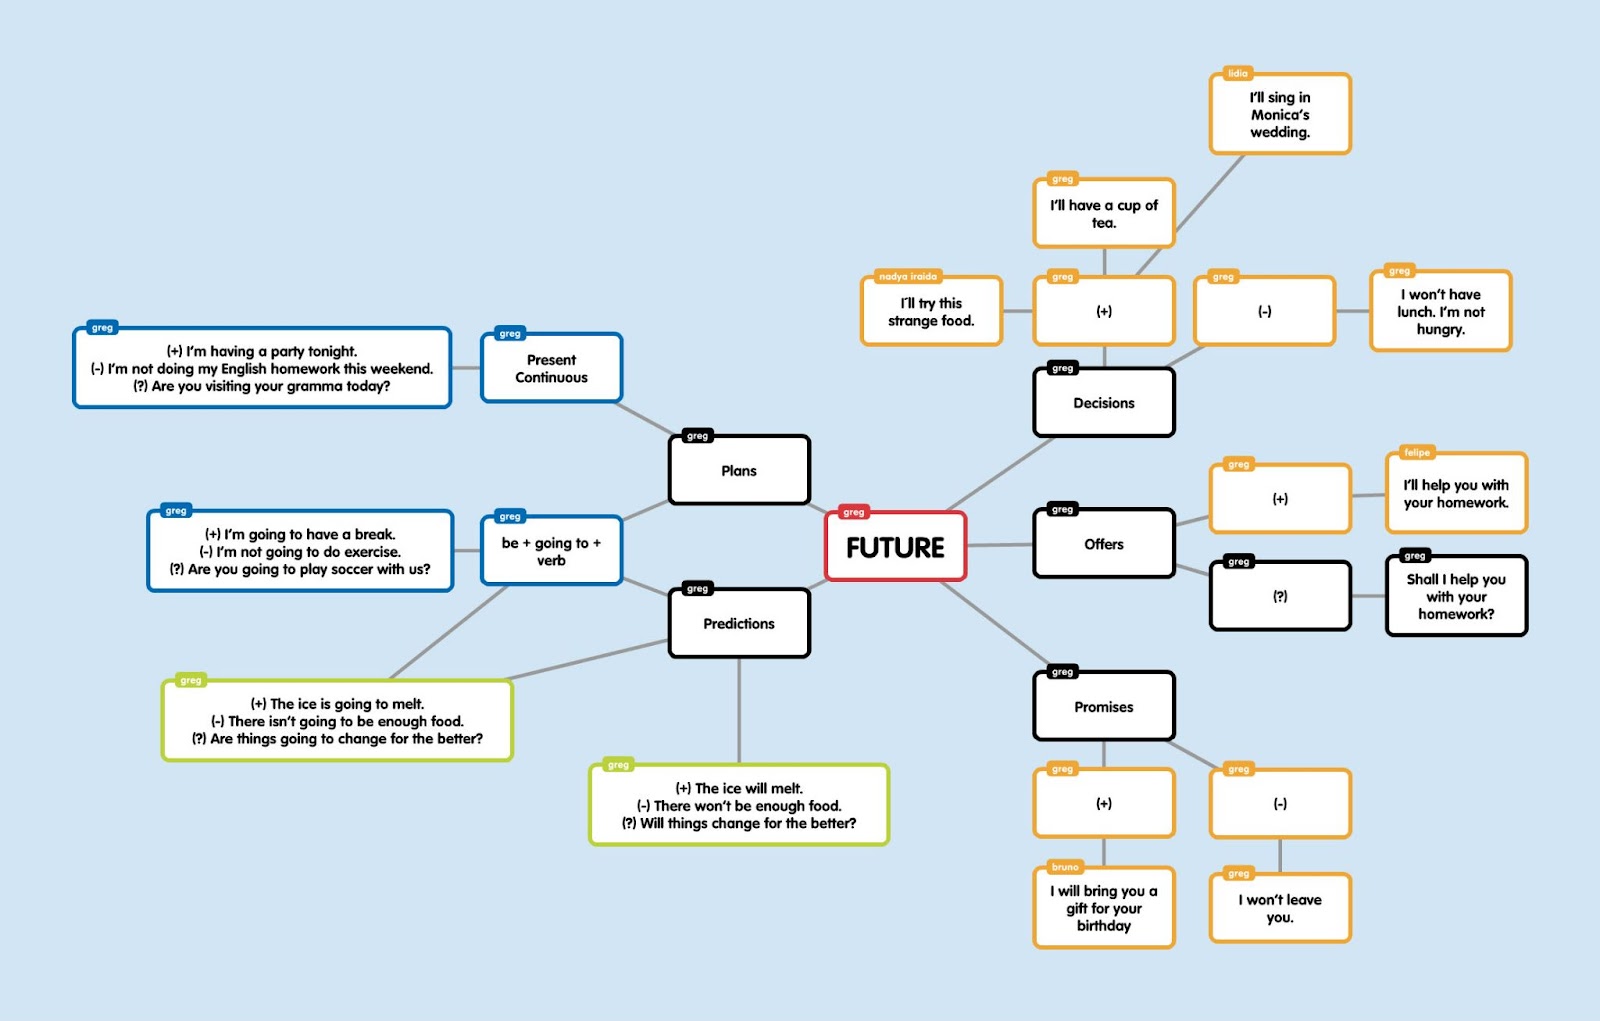 lidia
I'll sing in
Monica's
wedding.
greg
I'll have a cup of
tea.
nadya iraida
I´ll try this
strange food.
greg
(+)
greg
(-)
greg
I won't have
lunch. I'm not
hungry.
greg
(+) I'm having a party tonight.
(-) I'm not doing my English homework this weekend.
(?) Are you visiting your gramma today?
greg
Present
Continuous
greg
Decisions
greg
Plans
greg
(+)
felipe
I'll help you with
your homework.
greg
(+) I'm going to have a break.
(-) I'm not going to do exercise.
(?) Are you going to play soccer with us?
greg
be + going to +
verb
greg
FUTURE
greg
Offers
greg
(?)
greg
Shall I help you
with your
homework?
greg
Predictions
greg
(+) The ice is going to melt.
(-) There isn't going to be enough food.
(?) Are things going to change for the better?
greg
Promises
greg
(+) The ice will melt.
(-) There won't be enough food.
(?) Will things change for the better?
greg
(+)
greg
(-)
bruno
I will bring you a
gift for your
birthday
greg
I won't leave
you.